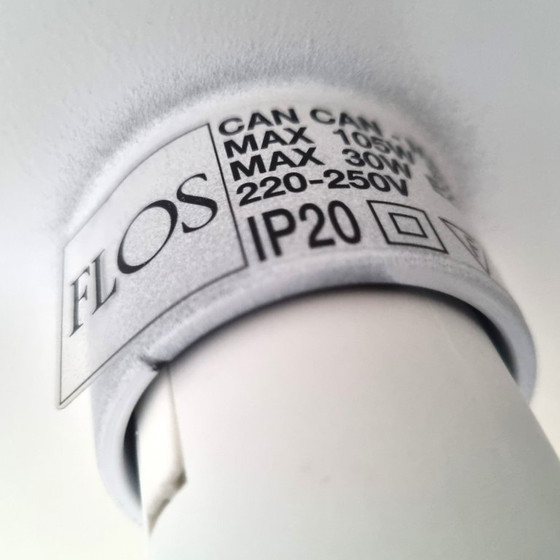 FLOS
CAN CAN
MAX 105W
MAX 30W
220-250V
IP20